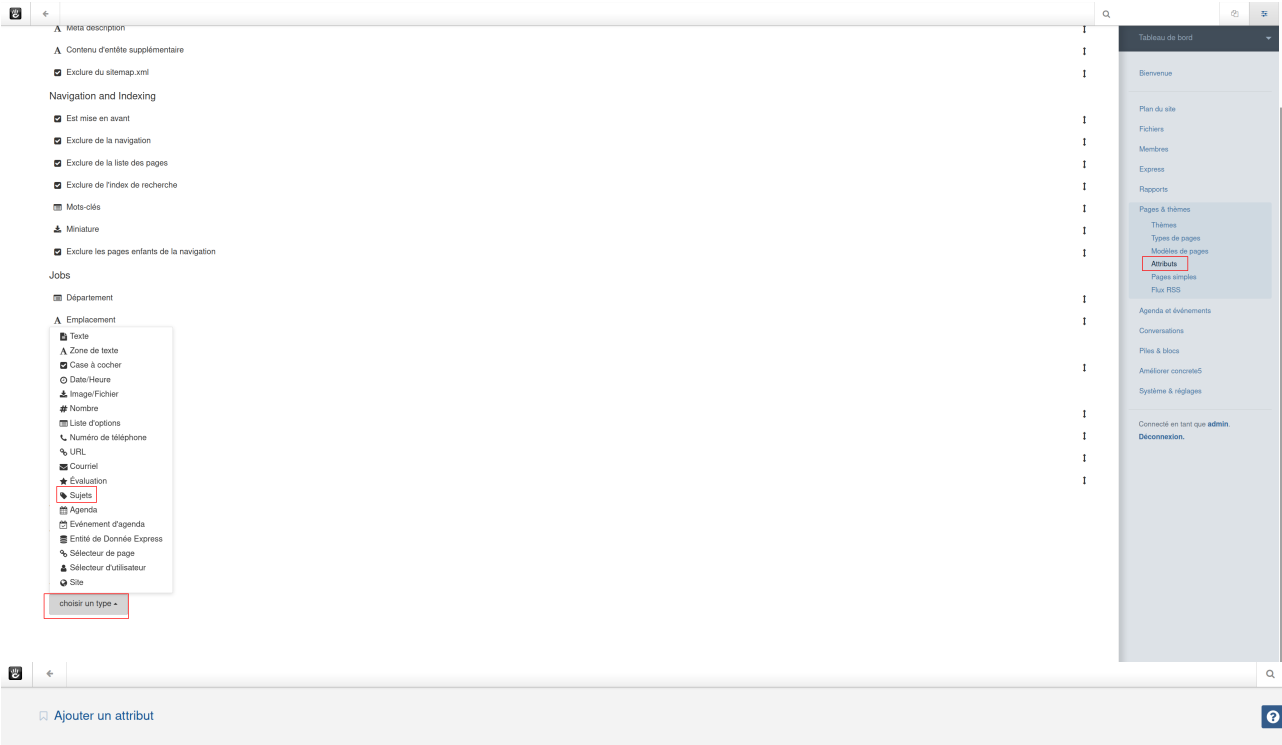 Meta description
Contenu d'entête supplémentaire
Exclure du sitemap.xml
Navigation and Indexing
Est mise en avant
Exclure de la navigation
Exclure de la liste des pages
Exclure de l'index de recherche
Mots-clés
Miniature
Exclure les pages enfants de la navigation
Jobs
Département
Emplacement
Texte
Zone de texte
Case à cocher
Date/Heure
Image/Fichier
Nombre
Liste d'options
Numéro de téléphone
URL
Courriel
Évaluation
Sujets
Agenda
Evénement d'agenda
Entité de Donnée Express
Sélecteur de page
Sélecteur d'utilisateur
Site
choisir un type
Tableau de bord
Bienvenue
Plan du site
Fichiers
Membres
Express
Rapports
Pages & thèmes
Thèmes
Types de pages
Modèles de pages
Attributs
Pages simples
Flux RSS
Agenda et événements
Conversations
Piles & blocs
Améliorer concrete5
Système & réglages
Connecté en tant que admin.
Déconnexion.
Ajouter un attribut